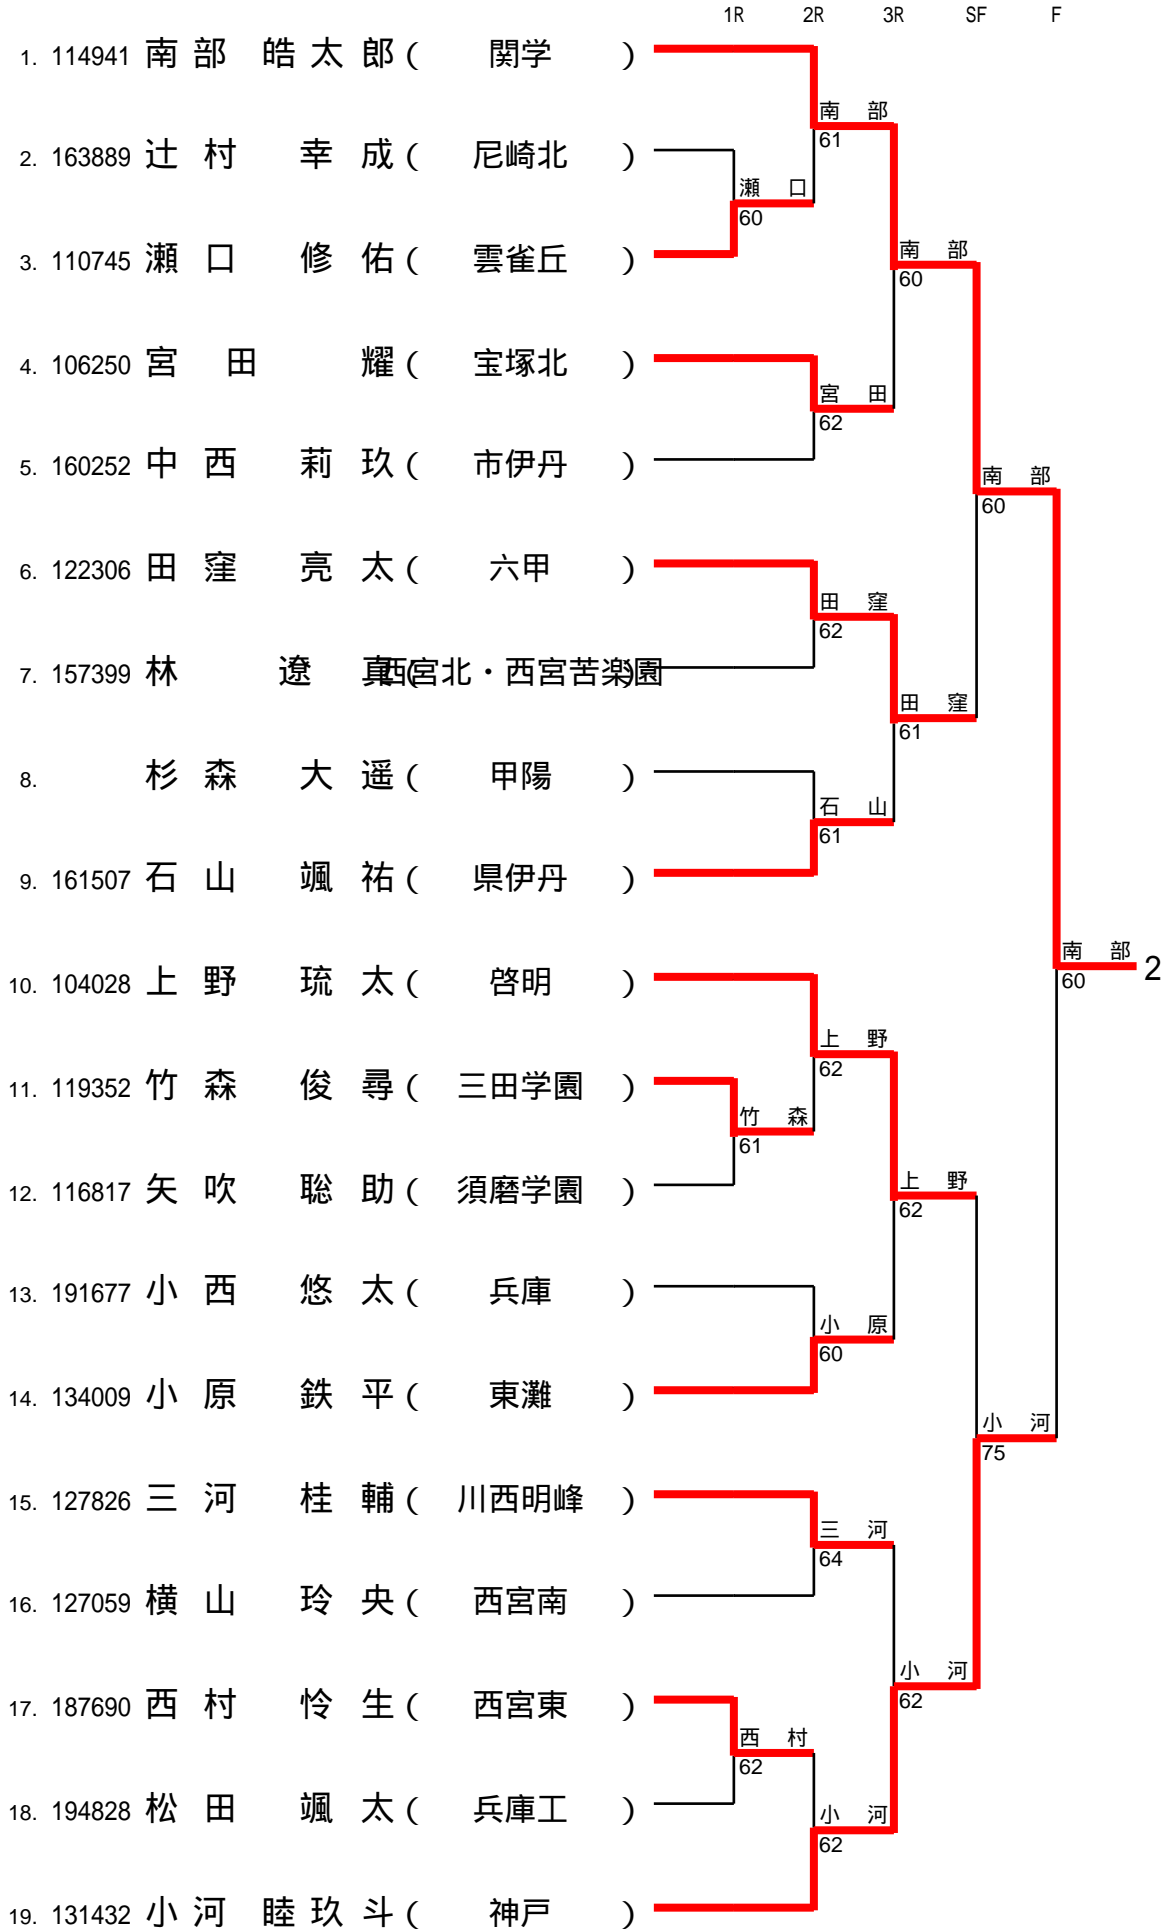 1R 2R 3R SF F
1. 114941 南部 皓太郎 ( 関学 )
南部
61
2. 163889 辻村 幸成 ( 尼崎北 )
瀬口
60
3. 110745 瀬口 修佑 ( 雲雀丘 )
南部
60
4. 106250 宮田 耀 ( 宝塚北 )
宮田
62
5. 160252 中西 莉玖 ( 市伊丹 )
南部
60
6. 122306 田窪 亮太 ( 六甲 )
田窪
62
7. 157399 林 遼真 ( 西宮北・西宮苦楽園 )
田窪
61
8. 杉森 大遥 ( 甲陽 )
石山
61
9. 161507 石山 颯祐 ( 県伊丹 )
南部 2
60
10. 104028 上野 琉太 ( 啓明 )
上野
62
11. 119352 竹森 俊尋 ( 三田学園 )
竹森
61
12. 116817 矢吹 聡助 ( 須磨学園 )
上野
62
13. 191677 小西 悠太 ( 兵庫 )
小原
60
14. 134009 小原 鉄平 ( 東灘 )
小河
75
15. 127826 三河 桂輔 ( 川西明峰 )
三河
64
16. 127059 横山 玲央 ( 西宮南 )
小河
62
17. 187690 西村 怜生 ( 西宮東 )
西村
62
18. 194828 松田 颯太 ( 兵庫工 )
小河
62
19. 131432 小河 睦玖斗 ( 神戸 )